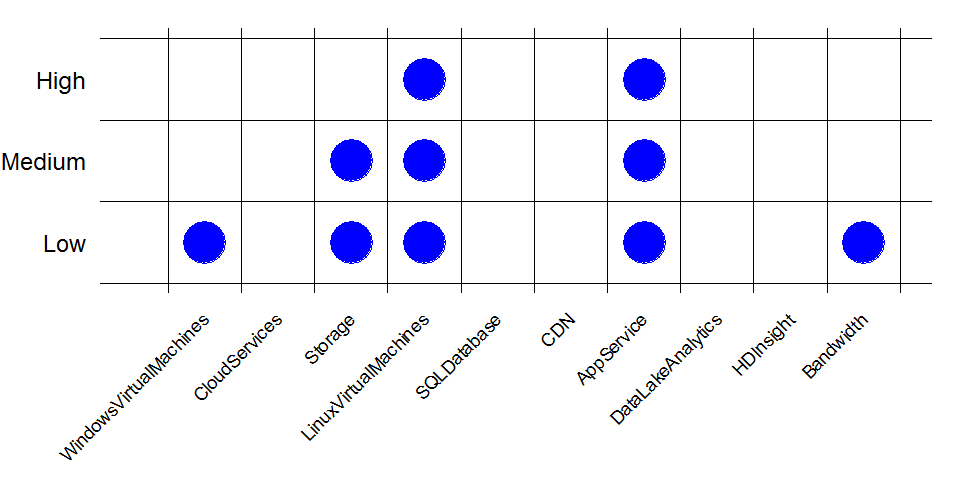 High
Medium
Low
WindowsVirtualMachines
CloudServices
Storage
LinuxVirtualMachines
SQLDatabase
CDN
AppService
DataLakeAnalytics
HDInsight
Bandwidth